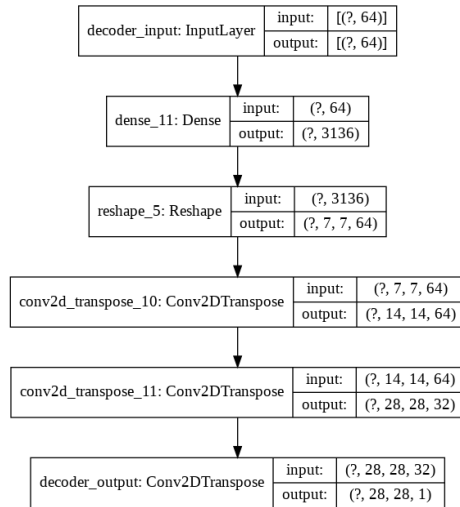 decoder_input: InputLayer input: [(?, 64)]
output: [(?, 64)]
dense_11: Dense input: (?, 64)
output: (?, 3136)
reshape_5: Reshape input: (?, 3136)
output: (?, 7, 7, 64)
conv2d_transpose_10: Conv2DTranspose input: (?, 7, 7, 64)
output: (?, 14, 14, 64)
conv2d_transpose_11: Conv2DTranspose input: (?, 14, 14, 64)
output: (?, 28, 28, 32)
decoder_output: Conv2DTranspose input: (?, 28, 28, 32)
output: (?, 28, 28, 1)